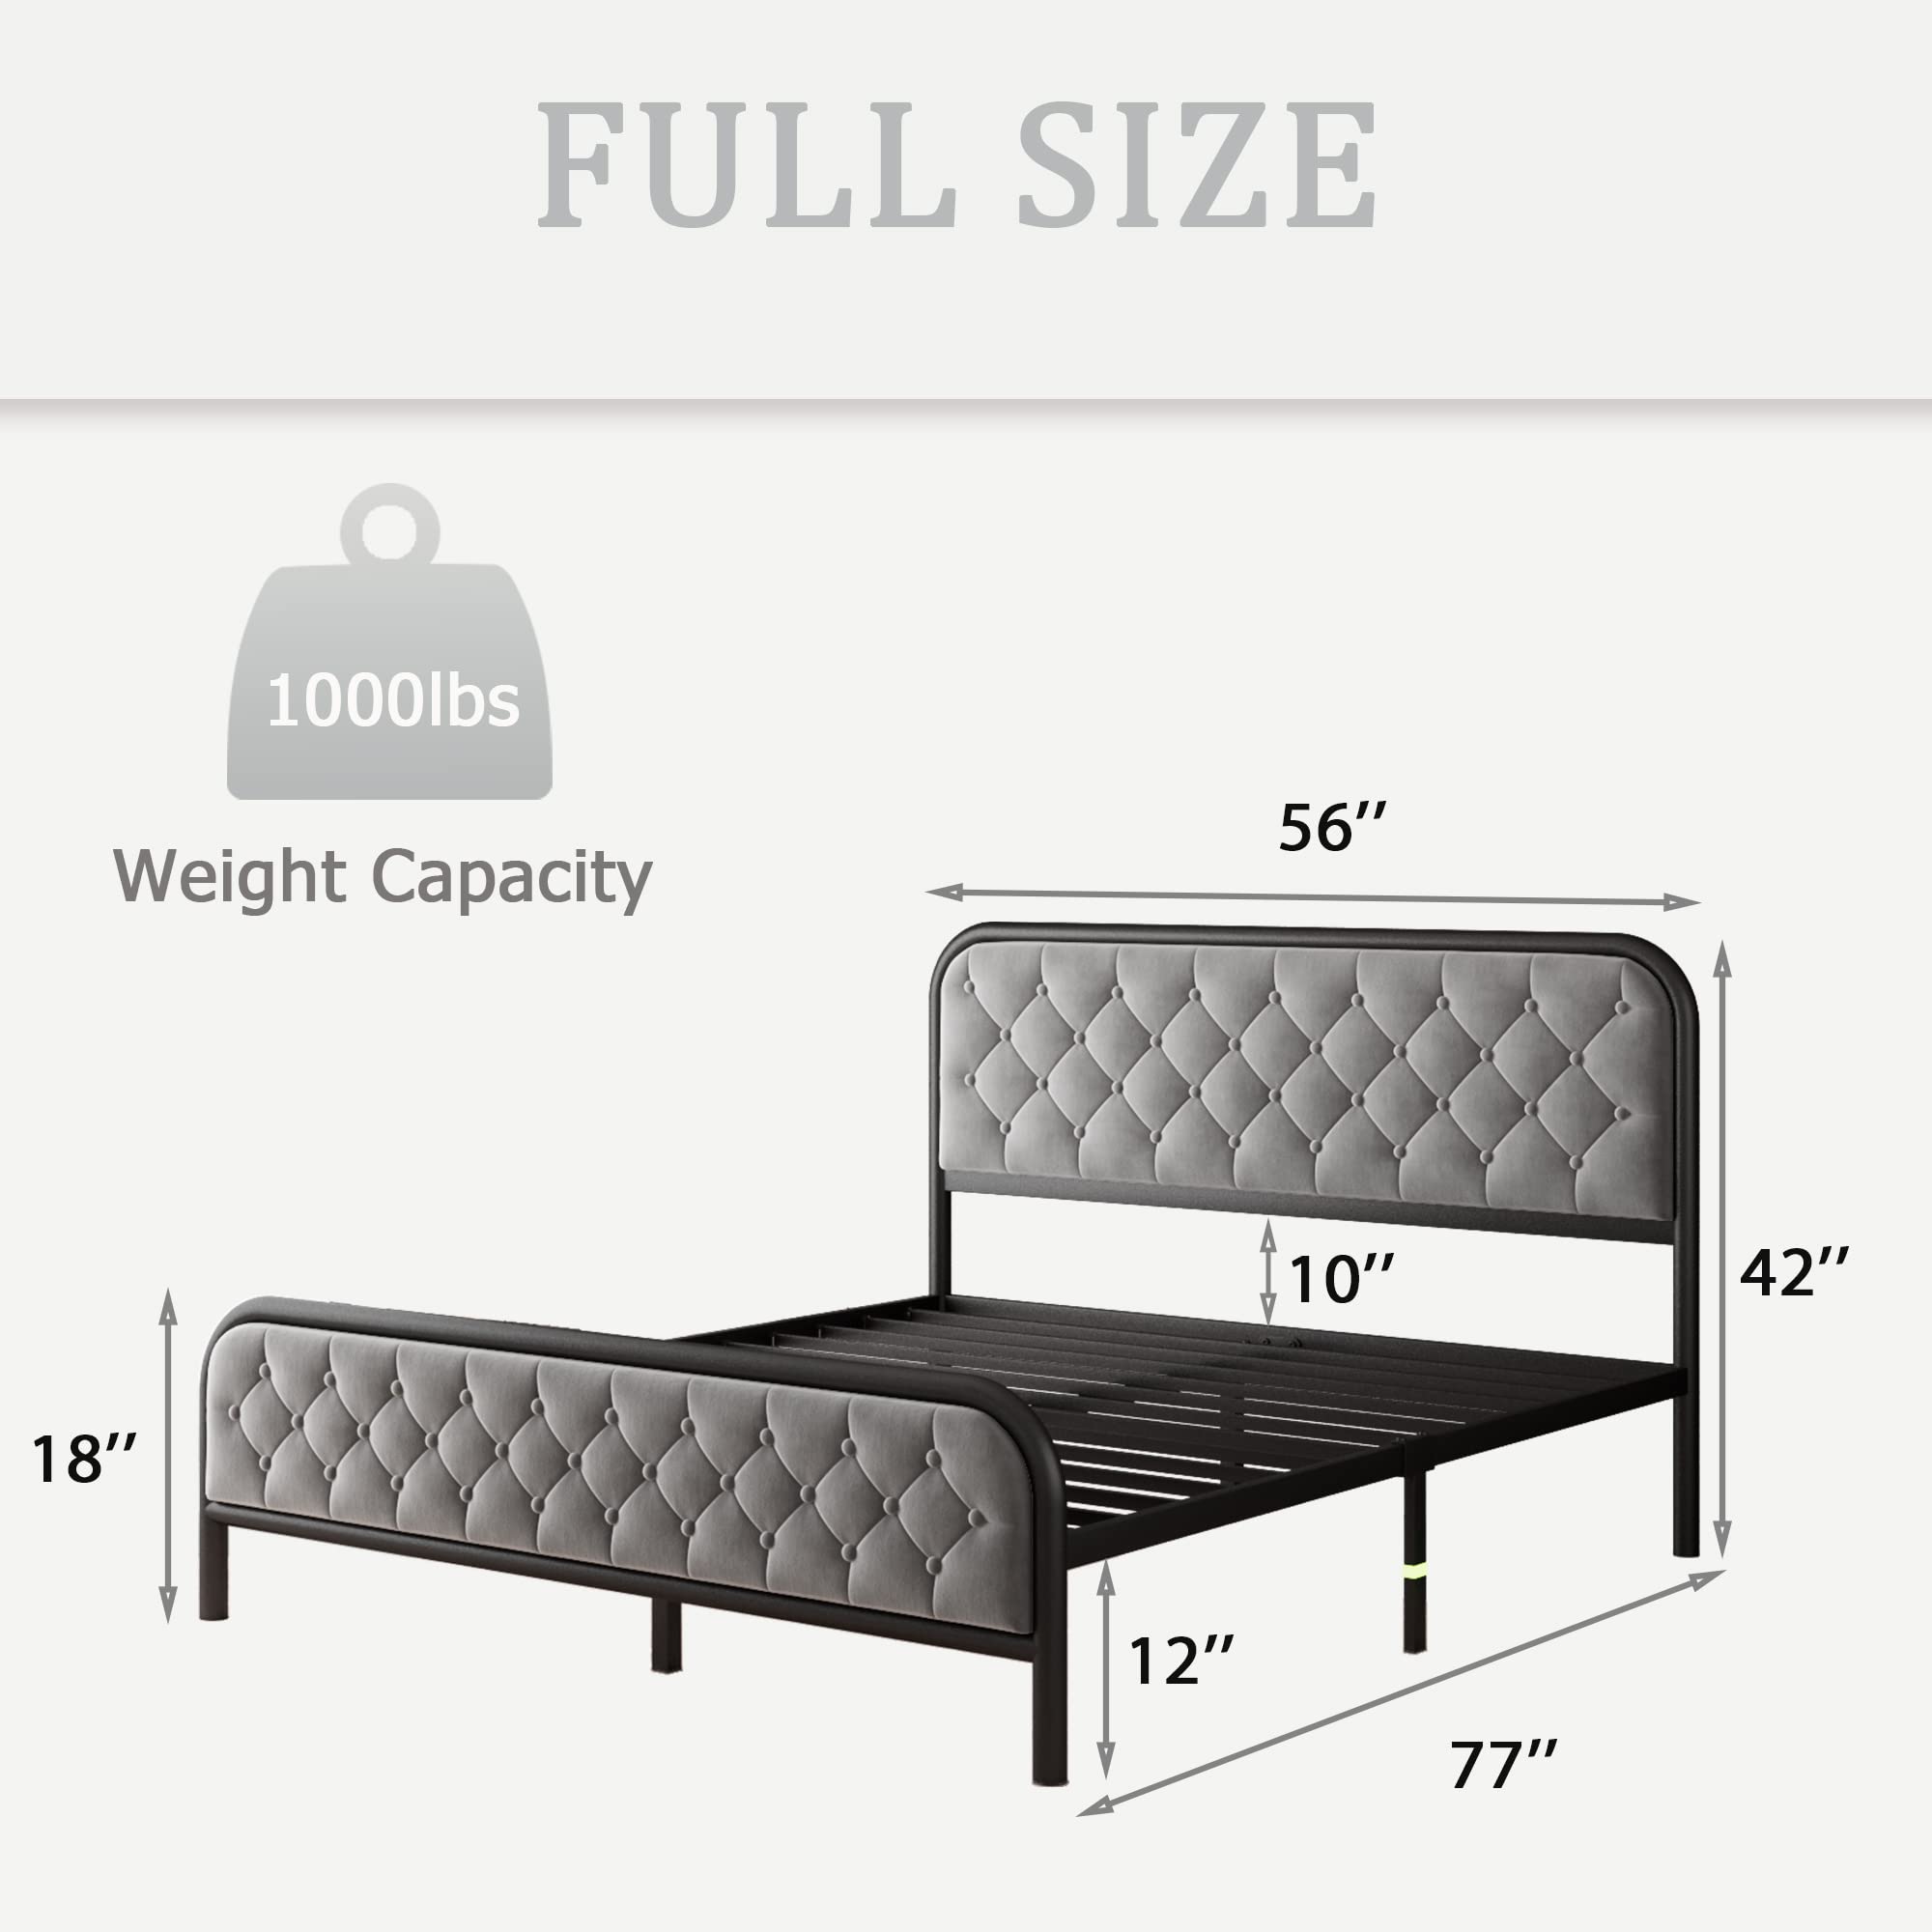 FULL SIZE
1000lbs
Weight Capacity
56’’
10’’
42’’
18’’
12’’
77’’